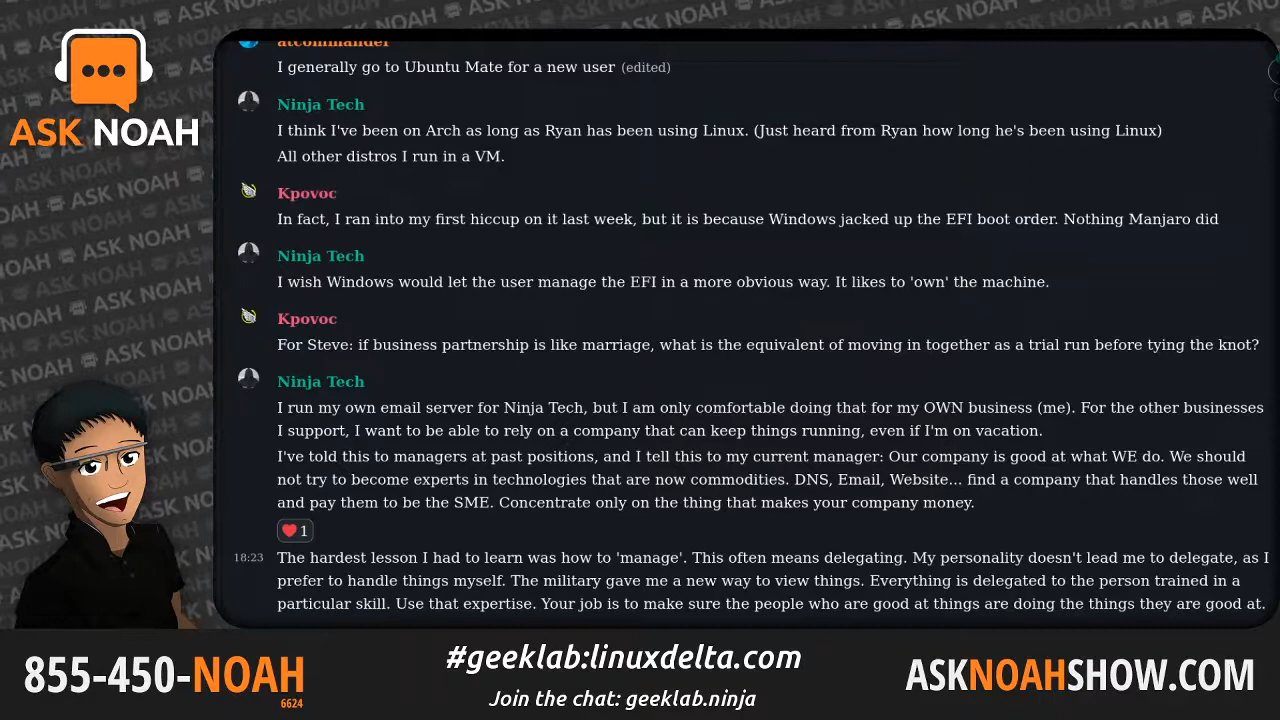 ASK NOAH
atcommander
I generally go to Ubuntu Mate for a new user (edited)
Ninja Tech
I think I've been on Arch as long as Ryan has been using Linux. (Just heard from Ryan how long he's been using Linux)
All other distros I run in a VM.
Kpovoc
In fact, I ran into my first hiccup on it last week, but it is because Windows jacked up the EFI boot order. Nothing Manjaro did
Ninja Tech
I wish Windows would let the user manage the EFI in a more obvious way. It likes to 'own' the machine.
Kpovoc
For Steve: if business partnership is like marriage, what is the equivalent of moving in together as a trial run before tying the knot?
Ninja Tech
I run my own email server for Ninja Tech, but I am only comfortable doing that for my OWN business (me). For the other businesses
I support, I want to be able to rely on a company that can keep things running, even if I'm on vacation.
I've told this to managers at past positions, and I tell this to my current manager: Our company is good at what WE do. We should
not try to become experts in technologies that are now commodities. DNS, Email, Website... find a company that handles those well
and pay them to be the SME. Concentrate only on the thing that makes your company money.
❤️ 1
18:23 The hardest lesson I had to learn was how to 'manage'. This often means delegating. My personality doesn't lead me to delegate, as I
prefer to handle things myself. The military gave me a new way to view things. Everything is delegated to the person trained in a
particular skill. Use that expertise. Your job is to make sure the people who are good at things are doing the things they are good at.
855-450-NOAH
6624
#geeklab:linuxdelta.com
Join the chat: geeklab.ninja
ASKNOAHSHOW.COM